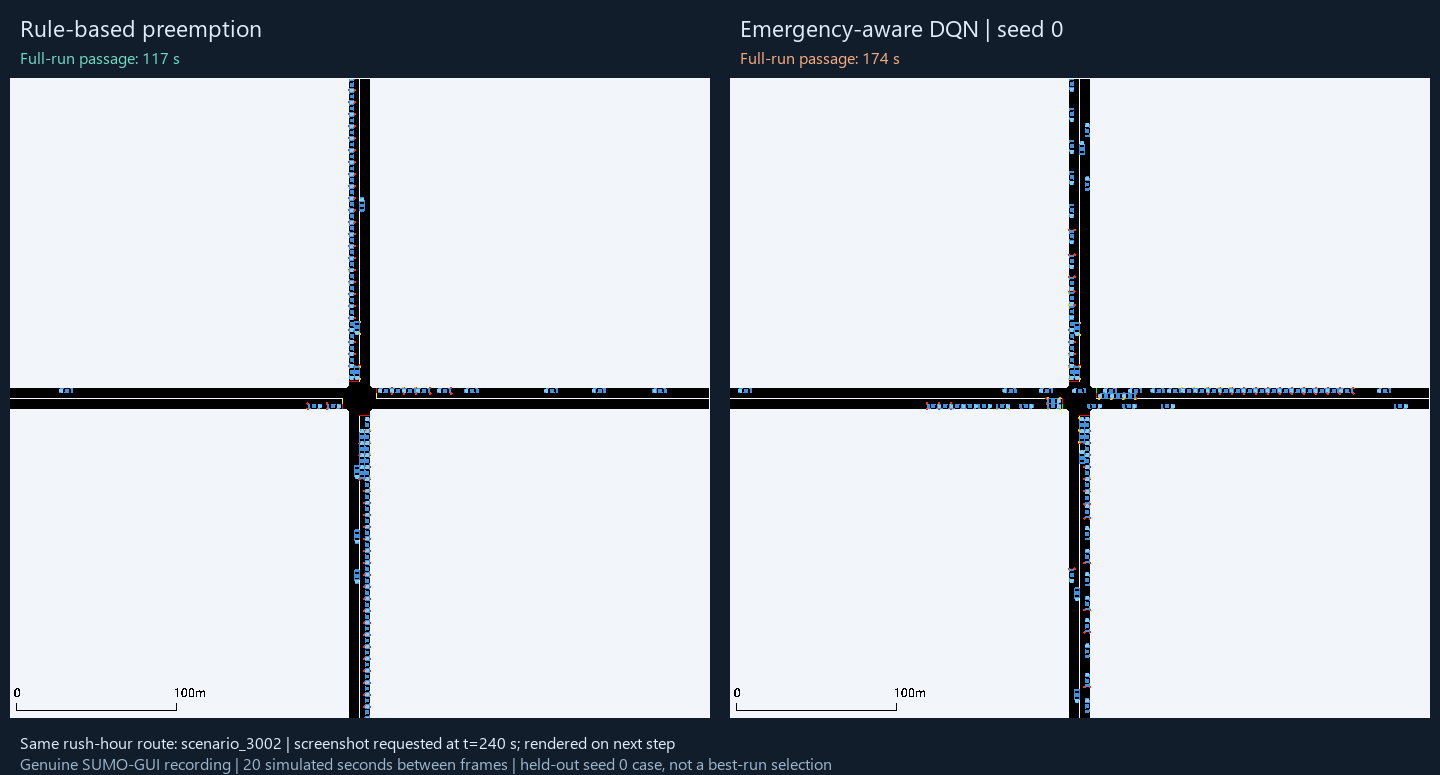 Rule-based preemption
Full-run passage: 117 s
Emergency-aware DQN | seed 0
Full-run passage: 174 s
0 100m
0 100m
Same rush-hour route: scenario_3002 | screenshot requested at t=240 s; rendered on next step
Genuine SUMO-GUI recording | 20 simulated seconds between frames | held-out seed 0 case, not a best-run selection